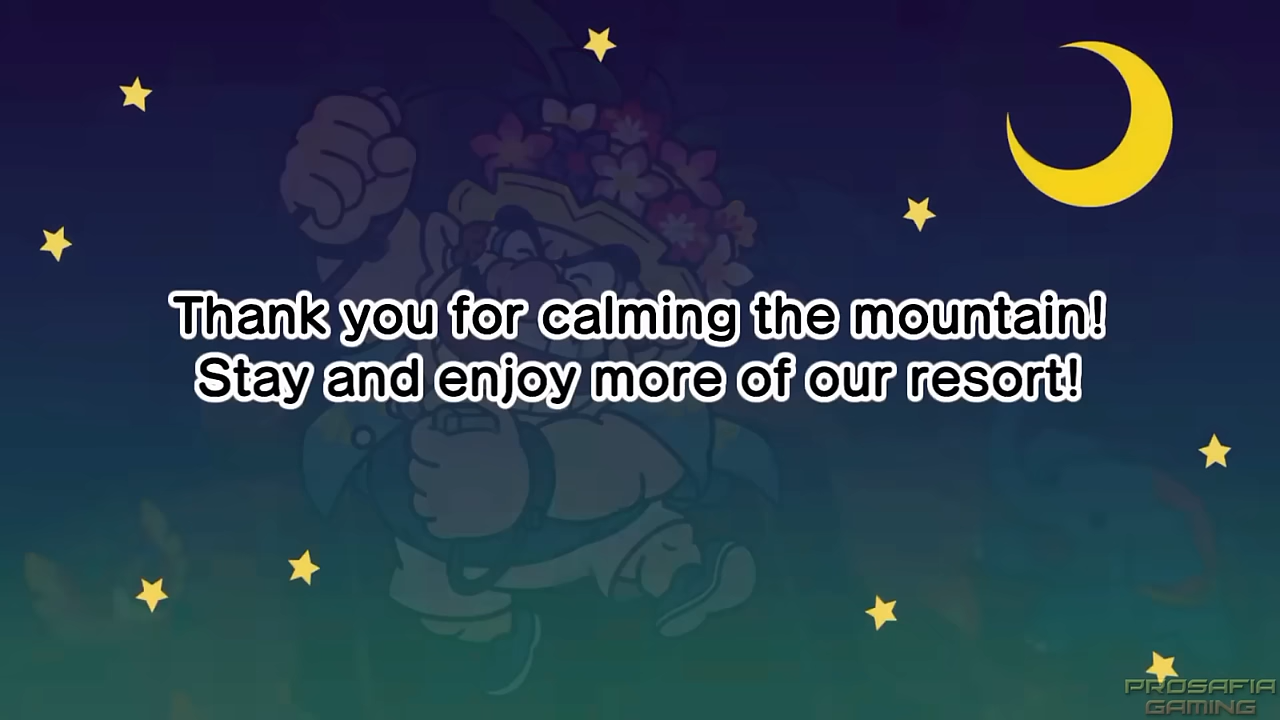 Thank you for calming the mountain!
Stay and enjoy more of our resort!
PROSAFIA
GAMING